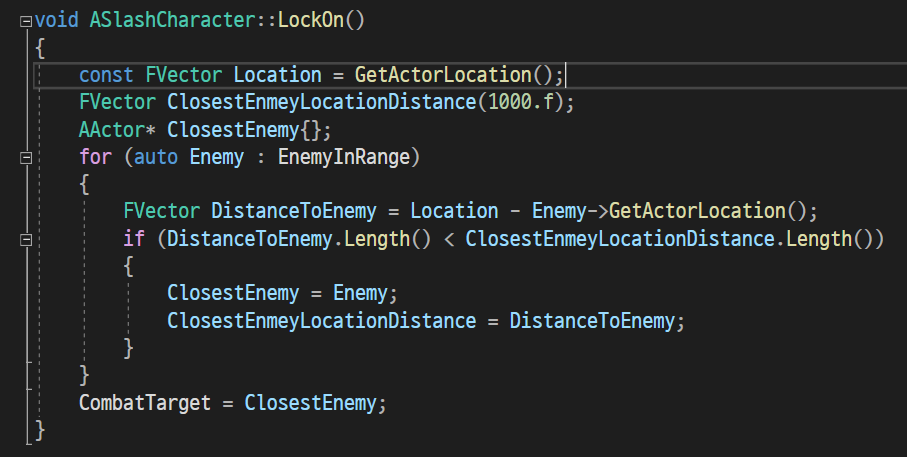 void ASlashCharacter::LockOn()
{
    const FVector Location = GetActorLocation();
    FVector ClosestEnmeyLocationDistance(1000.f);
    AActor* ClosestEnemy{};
    for (auto Enemy : EnemyInRange)
    {
        FVector DistanceToEnemy = Location - Enemy->GetActorLocation();
        if (DistanceToEnemy.Length() < ClosestEnmeyLocationDistance.Length())
        {
            ClosestEnemy = Enemy;
            ClosestEnmeyLocationDistance = DistanceToEnemy;
        }
    }
    CombatTarget = ClosestEnemy;
}